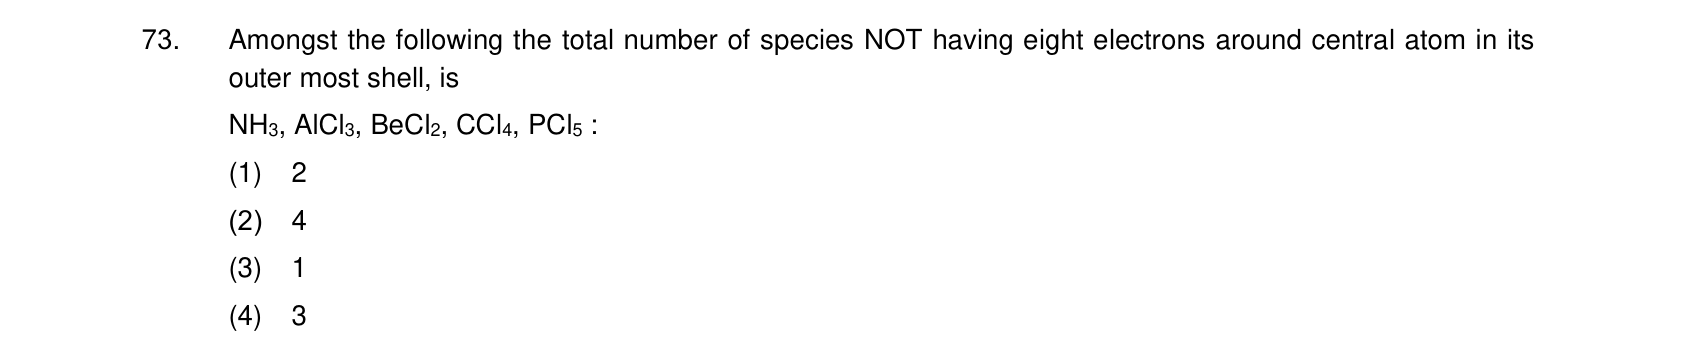 73. Amongst the following the total number of species NOT having eight electrons around central atom in its
outer most shell, is
NH₃, AlCl₃, BeCl₂, CCl₄, PCl₅ :
(1) 2
(2) 4
(3) 1
(4) 3